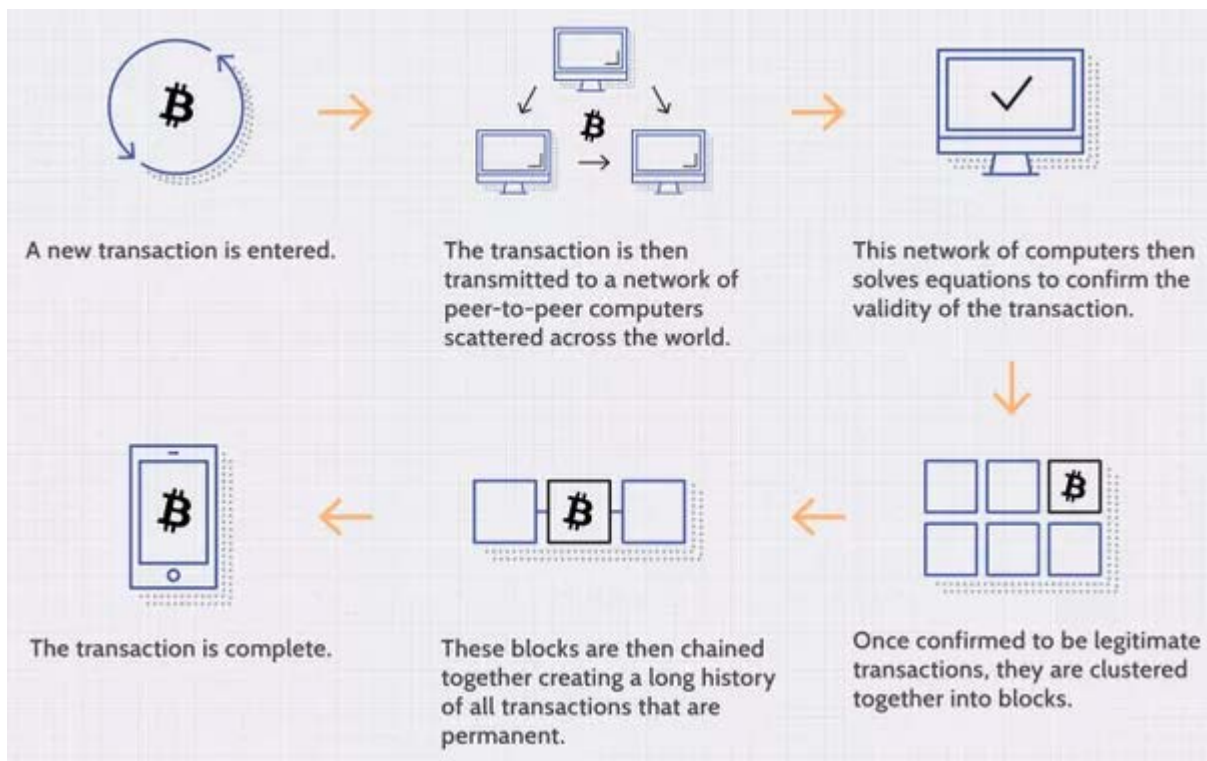 A new transaction is entered.
The transaction is then
transmitted to a network of
peer-to-peer computers
scattered across the world.
This network of computers then
solves equations to confirm the
validity of the transaction.
Once confirmed to be legitimate
transactions, they are clustered
together into blocks.
These blocks are then chained
together creating a long history
of all transactions that are
permanent.
The transaction is complete.